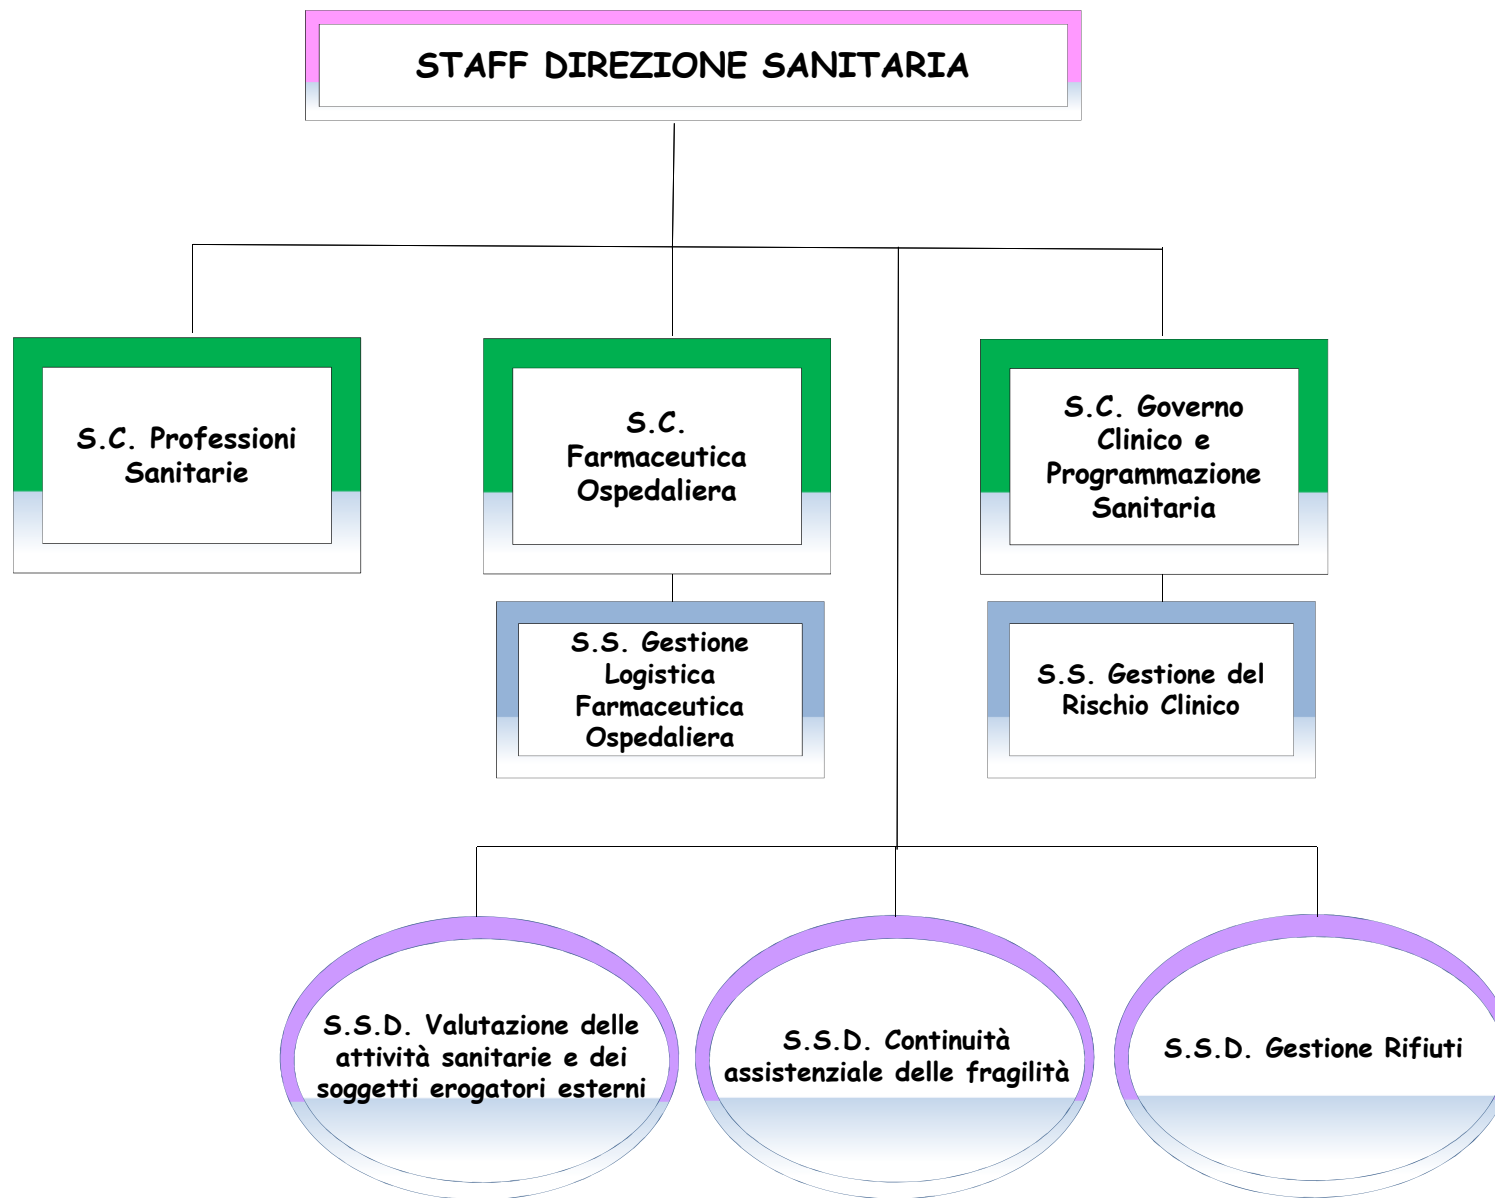 STAFF DIREZIONE SANITARIA
S.C. Professioni
Sanitarie
S.C.
Farmaceutica
Ospedaliera
S.C. Governo
Clinico e
Programmazione
Sanitaria
S.S. Gestione
Logistica
Farmaceutica
Ospedaliera
S.S. Gestione del
Rischio Clinico
S.S.D. Valutazione delle
attività sanitarie e dei
soggetti erogatori esterni
S.S.D. Continuità
assistenziale delle fragilità
S.S.D. Gestione Rifiuti